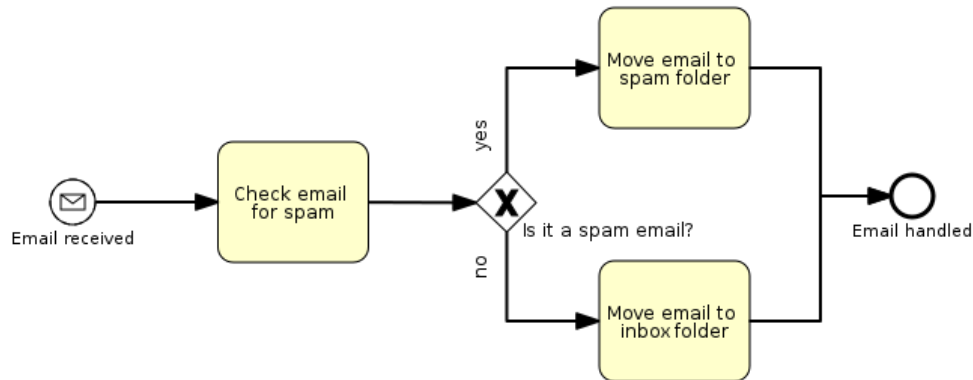 Email received
Check email
for spam
yes
no
Is it a spam email?
Move email to
spam folder
Move email to
inbox folder
Email handled